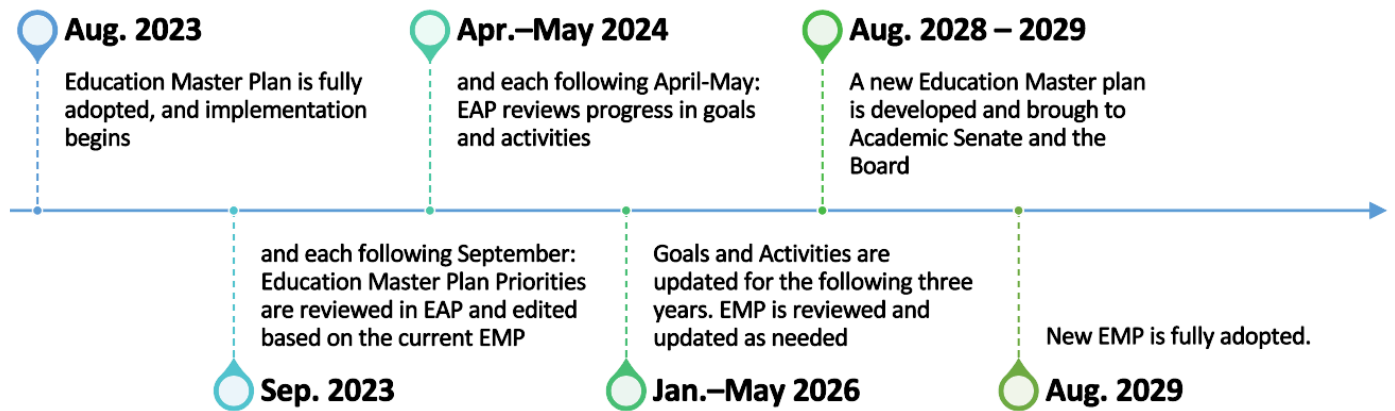 Aug. 2023
Education Master Plan is fully
adopted, and implementation
begins
and each following September:
Education Master Plan Priorities
are reviewed in EAP and edited
based on the current EMP
Sep. 2023
Apr.–May 2024
and each following April-May:
EAP reviews progress in goals
and activities
Goals and Activities are
updated for the following three
years. EMP is reviewed and
updated as needed
Jan.–May 2026
Aug. 2028 – 2029
A new Education Master plan
is developed and brough to
Academic Senate and the
Board
New EMP is fully adopted.
Aug. 2029